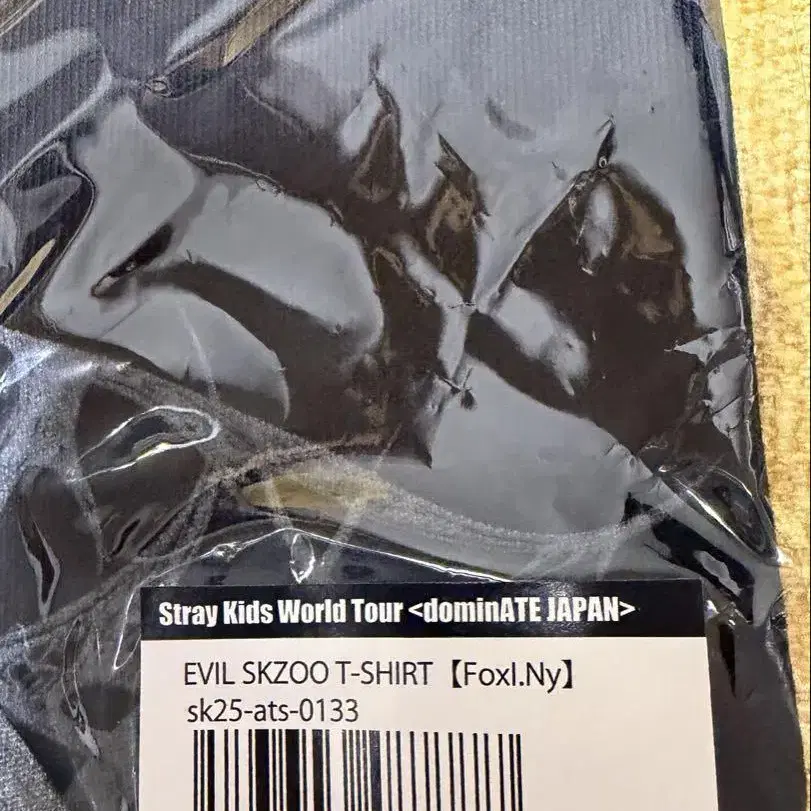 Stray Kids World Tour <dominATE JAPAN>
EVIL SKZOO T-SHIRT【FoxI.Ny】
sk25-ats-0133